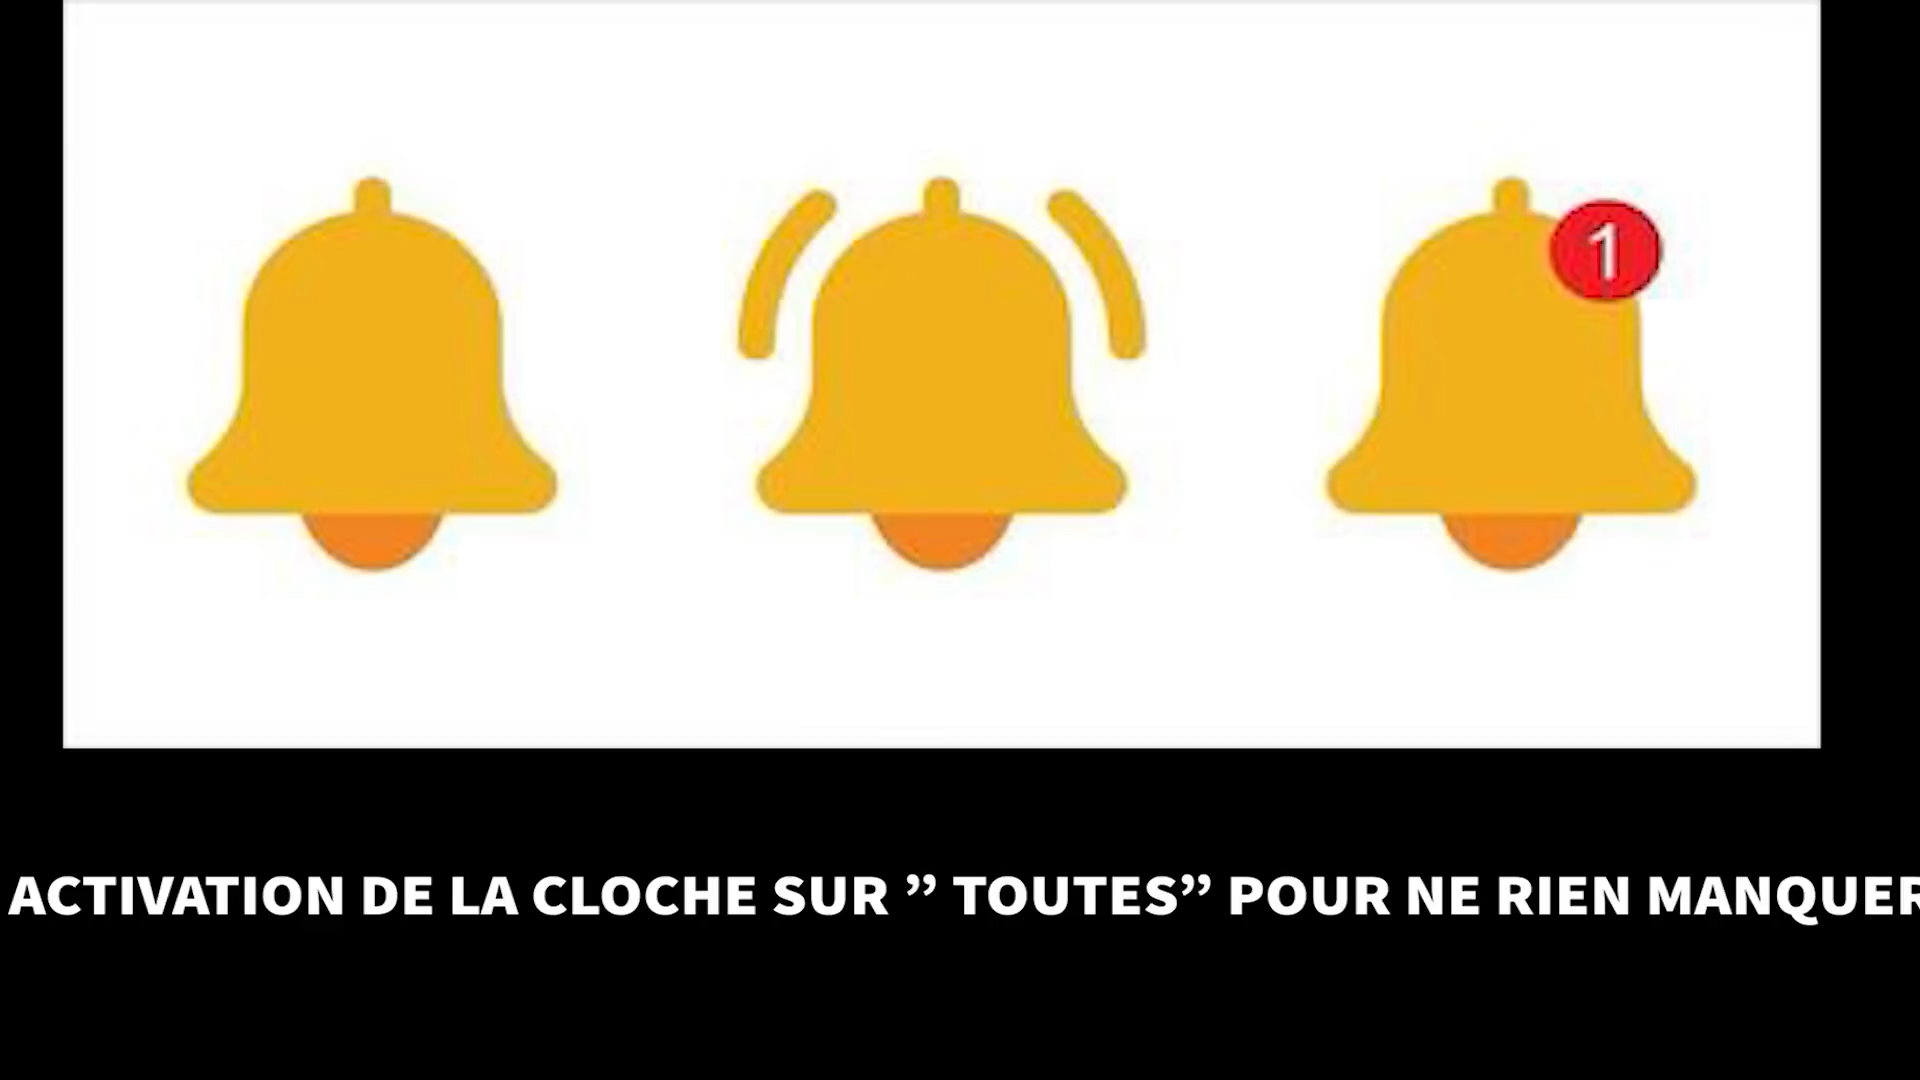 1
ACTIVATION DE LA CLOCHE SUR ” TOUTES” POUR NE RIEN MANQUER